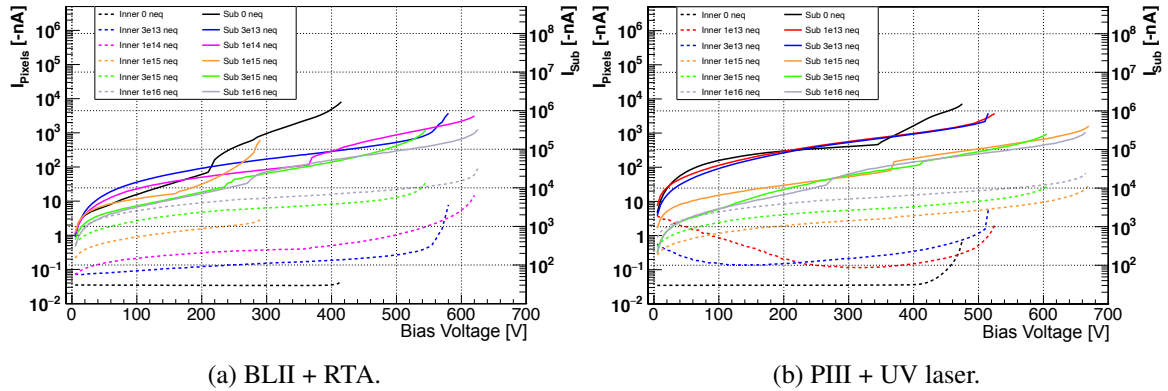 I_Pixels [-nA]
10^5
10^4
10^3
10^2
10
1
10^−1
10^−2
Inner 0 neq
Inner 3e13 neq
Inner 1e14 neq
Inner 1e15 neq
Inner 3e15 neq
Inner 1e16 neq
Sub 0 neq
Sub 3e13 neq
Sub 1e14 neq
Sub 1e15 neq
Sub 3e15 neq
Sub 1e16 neq
10^8
10^7
10^6
10^5
10^4
10^3
10^2
I_Sub [-nA]
0 100 200 300 400 500 600 700
Bias Voltage [V]
(a) BLII + RTA.
I_Pixels [-nA]
10^6
10^5
10^4
10^3
10^2
10
1
10^−1
10^−2
Inner 0 neq
Inner 1e13 neq
Inner 3e13 neq
Inner 1e15 neq
Inner 3e15 neq
Inner 1e16 neq
Sub 0 neq
Sub 1e13 neq
Sub 3e13 neq
Sub 1e15 neq
Sub 3e15 neq
Sub 1e16 neq
10^8
10^7
10^6
10^5
10^4
10^3
10^2
I_Sub [-nA]
0 100 200 300 400 500 600 700
Bias Voltage [V]
(b) PIII + UV laser.